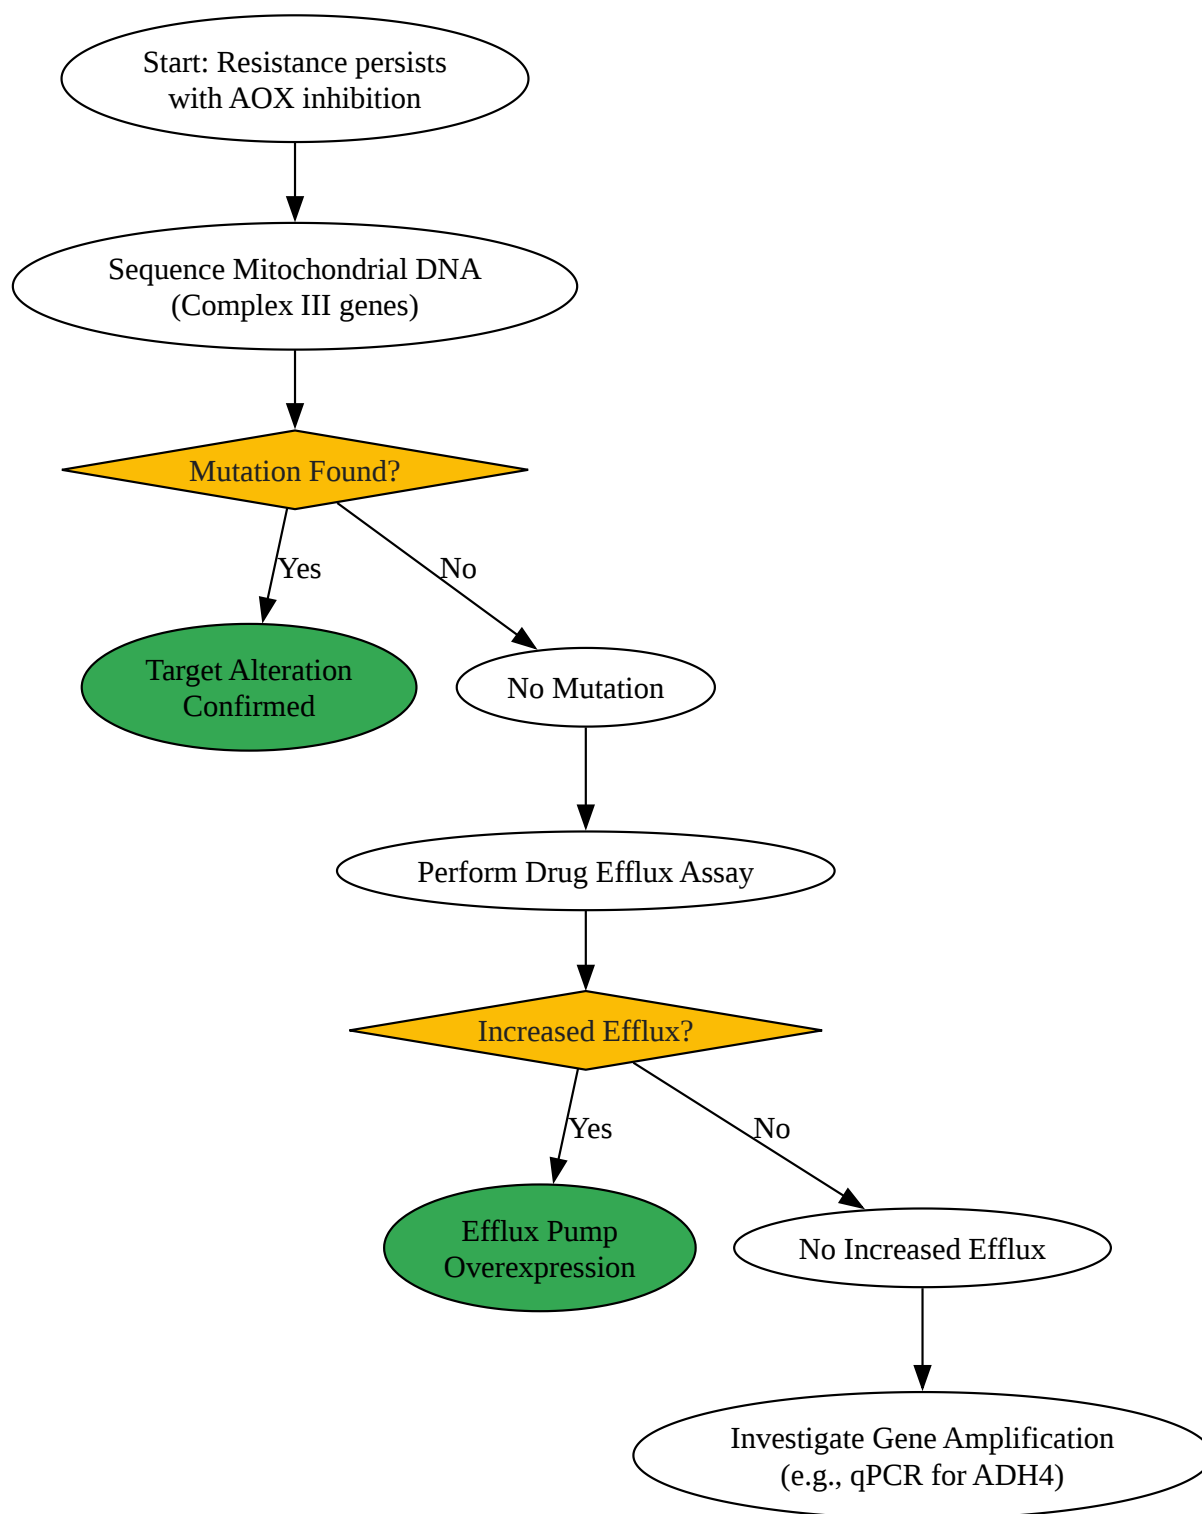 Start: Resistance persists
with AOX inhibition
Sequence Mitochondrial DNA
(Complex III genes)
Mutation Found?
Yes
No
Target Alteration
Confirmed
No Mutation
Perform Drug Efflux Assay
Increased Efflux?
Yes
No
Efflux Pump
Overexpression
No Increased Efflux
Investigate Gene Amplification
(e.g., qPCR for ADH4)